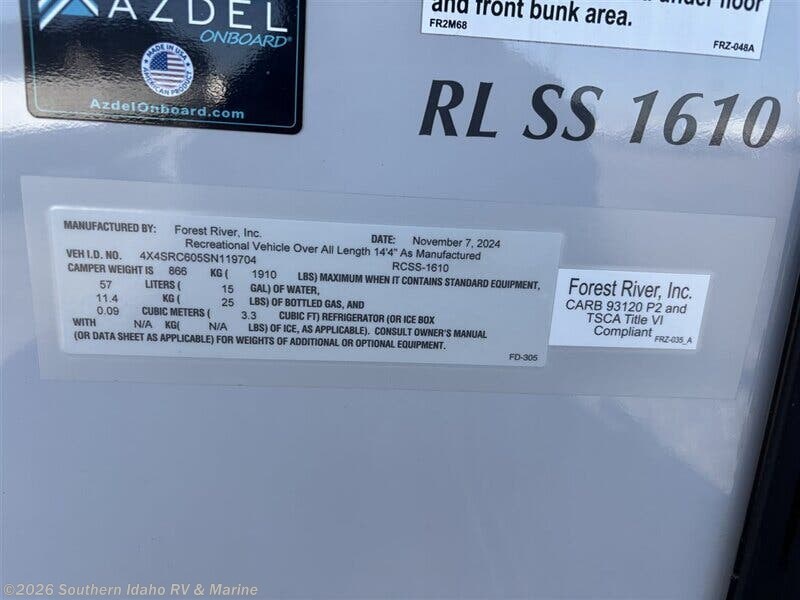 AZDEL
ONBOARD®
MADE IN USA
AMERICAN PRODUCT
AzdelOnboard.com
under floor
and front bunk area.
FR2M68
FRZ-048A
RL SS 1610
MANUFACTURED BY: Forest River, Inc. DATE: November 7, 2024
Recreational Vehicle Over All Length 14'4" As Manufactured
VEH I.D. NO. 4X4SRC605SN119704 RCSS-1610
CAMPER WEIGHT IS 866 KG ( 1910 LBS) MAXIMUM WHEN IT CONTAINS STANDARD EQUIPMENT,
57 LITERS ( 15 GAL) OF WATER,
11.4 KG ( 25 LBS) OF BOTTLED GAS, AND
0.09 CUBIC METERS ( 3.3 CUBIC FT) REFRIGERATOR (OR ICE BOX
WITH N/A KG( N/A LBS) OF ICE, AS APPLICABLE). CONSULT OWNER'S MANUAL
(OR DATA SHEET AS APPLICABLE) FOR WEIGHTS OF ADDITIONAL OR OPTIONAL EQUIPMENT.
FD-305
Forest River, Inc.
CARB 93120 P2 and
TSCA Title VI
Compliant
FRZ-035_A
©2026 Southern Idaho RV & Marine